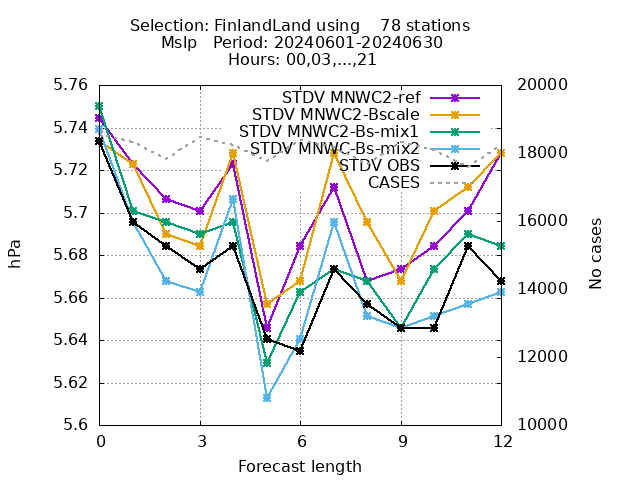 Selection: FinlandLand using    78 stations
Mslp   Period: 20240601-20240630
Hours: 00,03,...,21
STDV MNWC2-ref
STDV MNWC2-Bscale
STDV MNWC2-Bs-mix1
STDV MNWC-Bs-mix2
STDV OBS
CASES
5.76
5.74
5.72
5.7
5.68
5.66
5.64
5.62
5.6
hPa
20000
18000
16000
14000
12000
10000
No cases
0 3 6 9 12
Forecast length